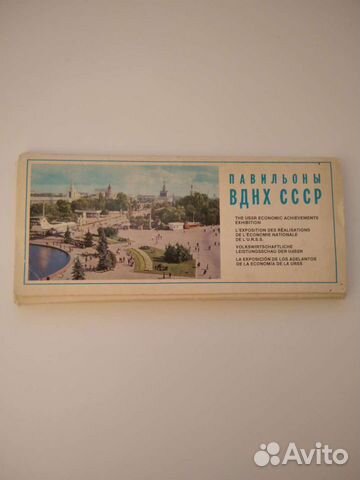 ПАВИЛЬОНЫ
ВДНХ СССР
THE USSR ECONOMIC ACHIEVEMENTS
EXHIBITION
L'EXPOSITION DES RÉALISATIONS
DE L'ÉCONOMIE NATIONALE
DE L'U.R.S.S.
VOLKSWIRTSCHAFTLICHE
LEISTUNGSSCHAU DER UdSSR
LA EXPOSICIÓN DE LOS ADELANTOS
DE LA ECONOMÍA DE LA URSS
Avito